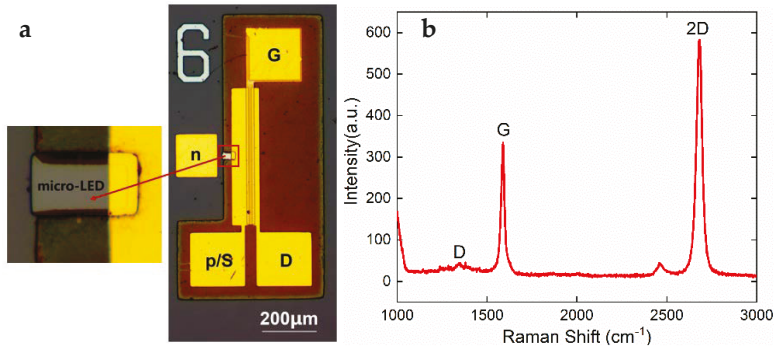 a
6
G
n
micro-LED
p/S
D
200μm
b
600
500
400
300
200
100
0
Intensity(a.u.)
D
G
2D
1000
1500
2000
2500
3000
Raman Shift (cm⁻¹)